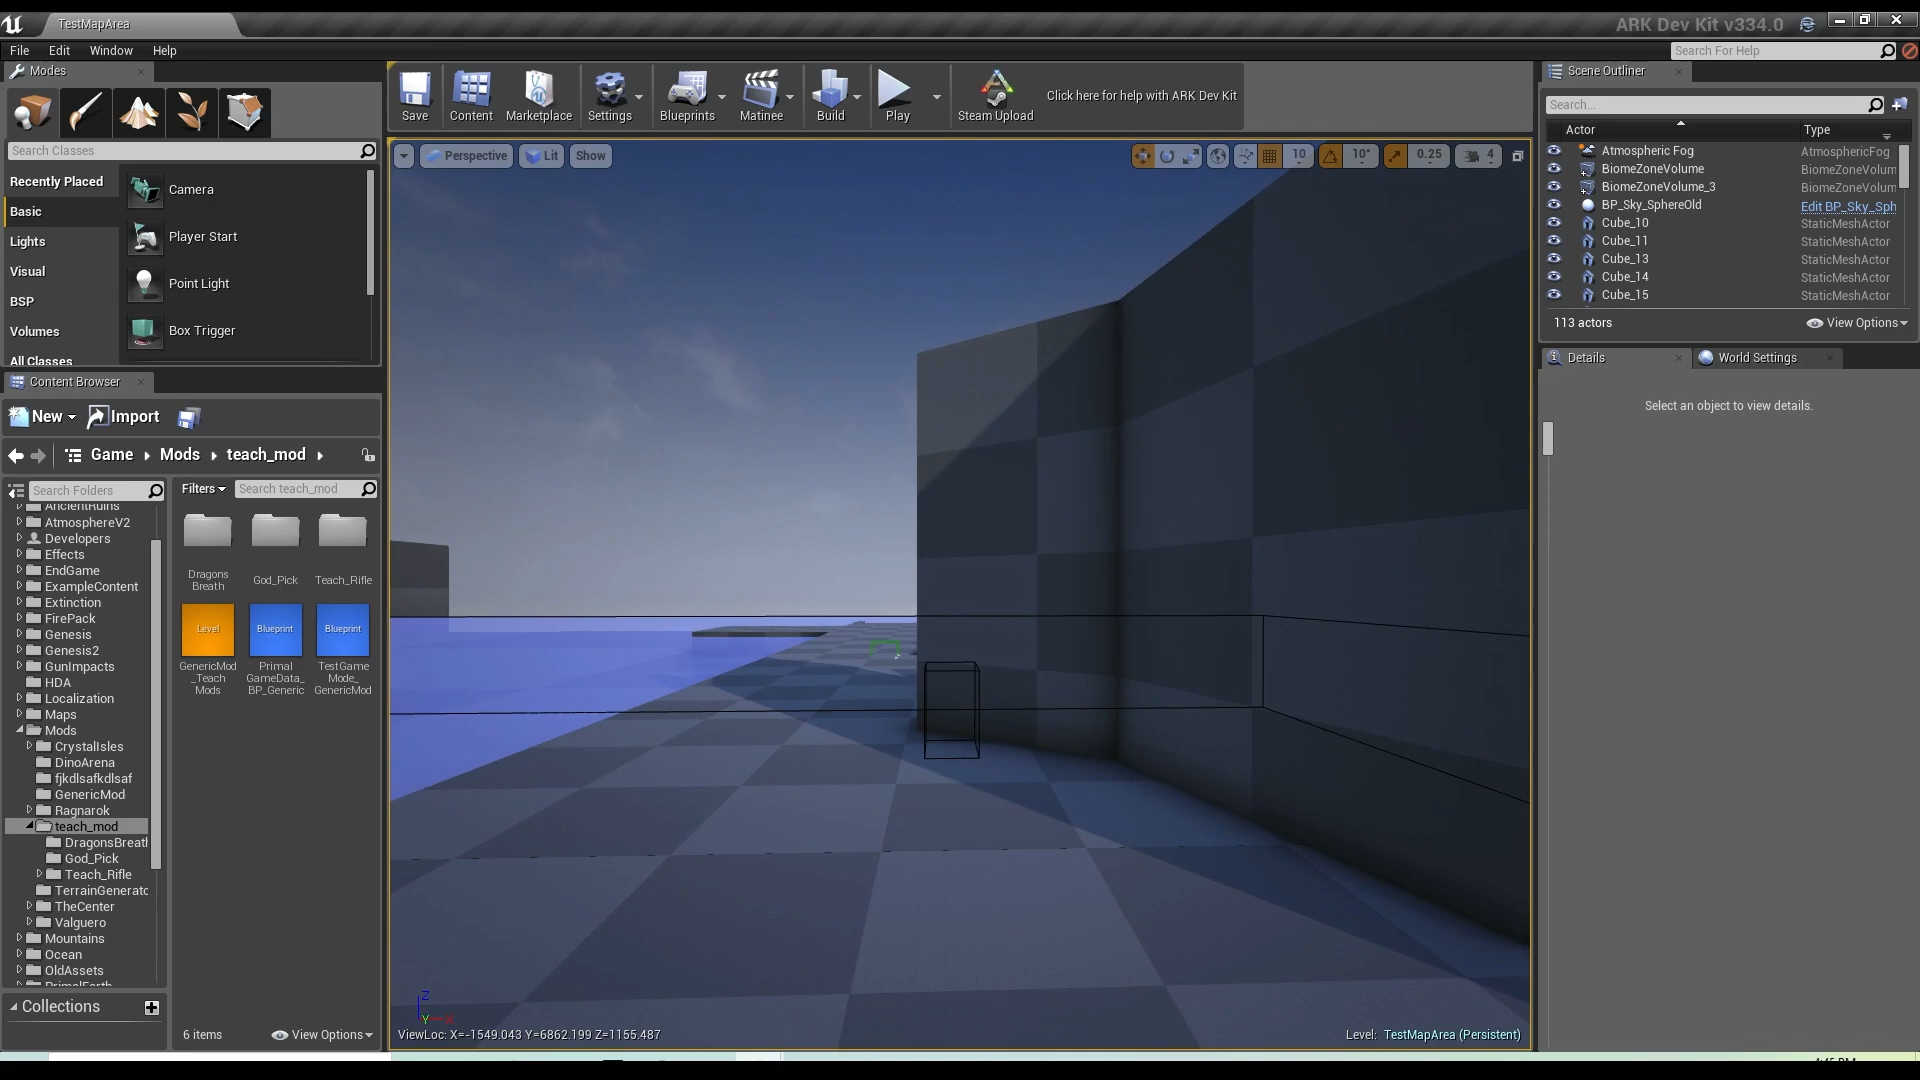 TestMapArea
ARK Dev Kit v334.0
File Edit Window Help
Search For Help
Modes
Search Classes
Recently Placed
Basic
Lights
Visual
BSP
Volumes
All Classes
Camera
Player Start
Point Light
Box Trigger
Save
Content
Marketplace
Settings
Blueprints
Matinee
Build
Play
Steam Upload
Click here for help with ARK Dev Kit
Perspective
Lit
Show
10
10°
0.25
4
Scene Outliner
Search...
Actor Type
Atmospheric Fog AtmosphericFog
BiomeZoneVolume BiomeZoneVolum
BiomeZoneVolume_3 BiomeZoneVolum
BP_Sky_SphereOld Edit BP_Sky_Sph
Cube_10 StaticMeshActor
Cube_11 StaticMeshActor
Cube_13 StaticMeshActor
Cube_14 StaticMeshActor
Cube_15 StaticMeshActor
113 actors
View Options
Details
World Settings
Select an object to view details.
Content Browser
New
Import
Game Mods teach_mod
Search Folders
Filters
Search teach_mod
AncientRuins
AtmosphereV2
Developers
Effects
EndGame
ExampleContent
Extinction
FirePack
Genesis
Genesis2
GunImpacts
HDA
Localization
Maps
Mods
CrystalIsles
DinoArena
fjkdlsafkdlsaf
GenericMod
Ragnarok
teach_mod
DragonsBreath
God_Pick
Teach_Rifle
TerrainGenerato
TheCenter
Valguero
Mountains
Ocean
OldAssets
Collections
Dragons
Breath
God_Pick
Teach_Rifle
Level
GenericMod
_Teach
Mods
Blueprint
Primal
GameData_
BP_Generic
Blueprint
TestGame
Mode_
GenericMod
6 items
View Options
Z
Y
X
ViewLoc: X=-1549.043 Y=6862.199 Z=1155.487
Level: TestMapArea (Persistent)